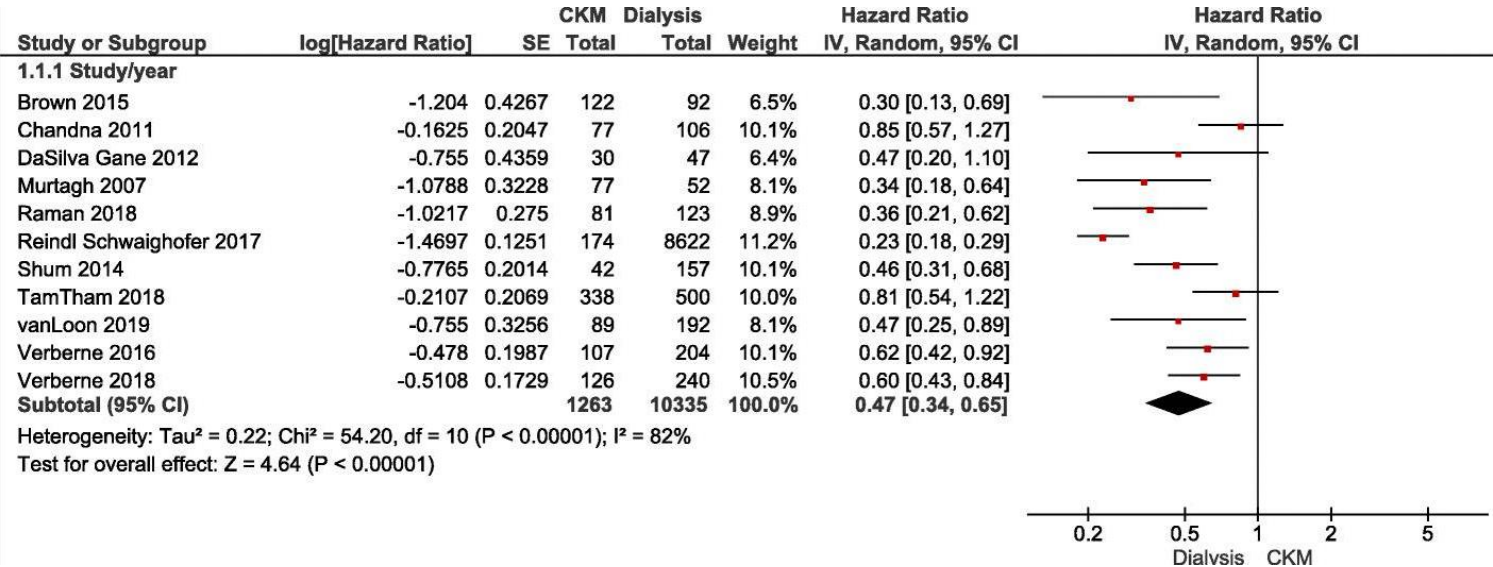 CKM Dialysis Hazard Ratio Hazard Ratio
Study or Subgroup log[Hazard Ratio] SE Total Total Weight IV, Random, 95% CI IV, Random, 95% CI
1.1.1 Study/year
Brown 2015 -1.204 0.4267 122 92 6.5% 0.30 [0.13, 0.69]
Chandna 2011 -0.1625 0.2047 77 106 10.1% 0.85 [0.57, 1.27]
DaSilva Gane 2012 -0.755 0.4359 30 47 6.4% 0.47 [0.20, 1.10]
Murtagh 2007 -1.0788 0.3228 77 52 8.1% 0.34 [0.18, 0.64]
Raman 2018 -1.0217 0.275 81 123 8.9% 0.36 [0.21, 0.62]
Reindl Schwaighofer 2017 -1.4697 0.1251 174 8622 11.2% 0.23 [0.18, 0.29]
Shum 2014 -0.7765 0.2014 42 157 10.1% 0.46 [0.31, 0.68]
TamTham 2018 -0.2107 0.2069 338 500 10.0% 0.81 [0.54, 1.22]
vanLoon 2019 -0.755 0.3256 89 192 8.1% 0.47 [0.25, 0.89]
Verberne 2016 -0.478 0.1987 107 204 10.1% 0.62 [0.42, 0.92]
Verberne 2018 -0.5108 0.1729 126 240 10.5% 0.60 [0.43, 0.84]
Subtotal (95% CI) 1263 10335 100.0% 0.47 [0.34, 0.65]
Heterogeneity: Tau² = 0.22; Chi² = 54.20, df = 10 (P < 0.00001); I² = 82%
Test for overall effect: Z = 4.64 (P < 0.00001)
0.2 0.5 1 2 5
Dialysis CKM